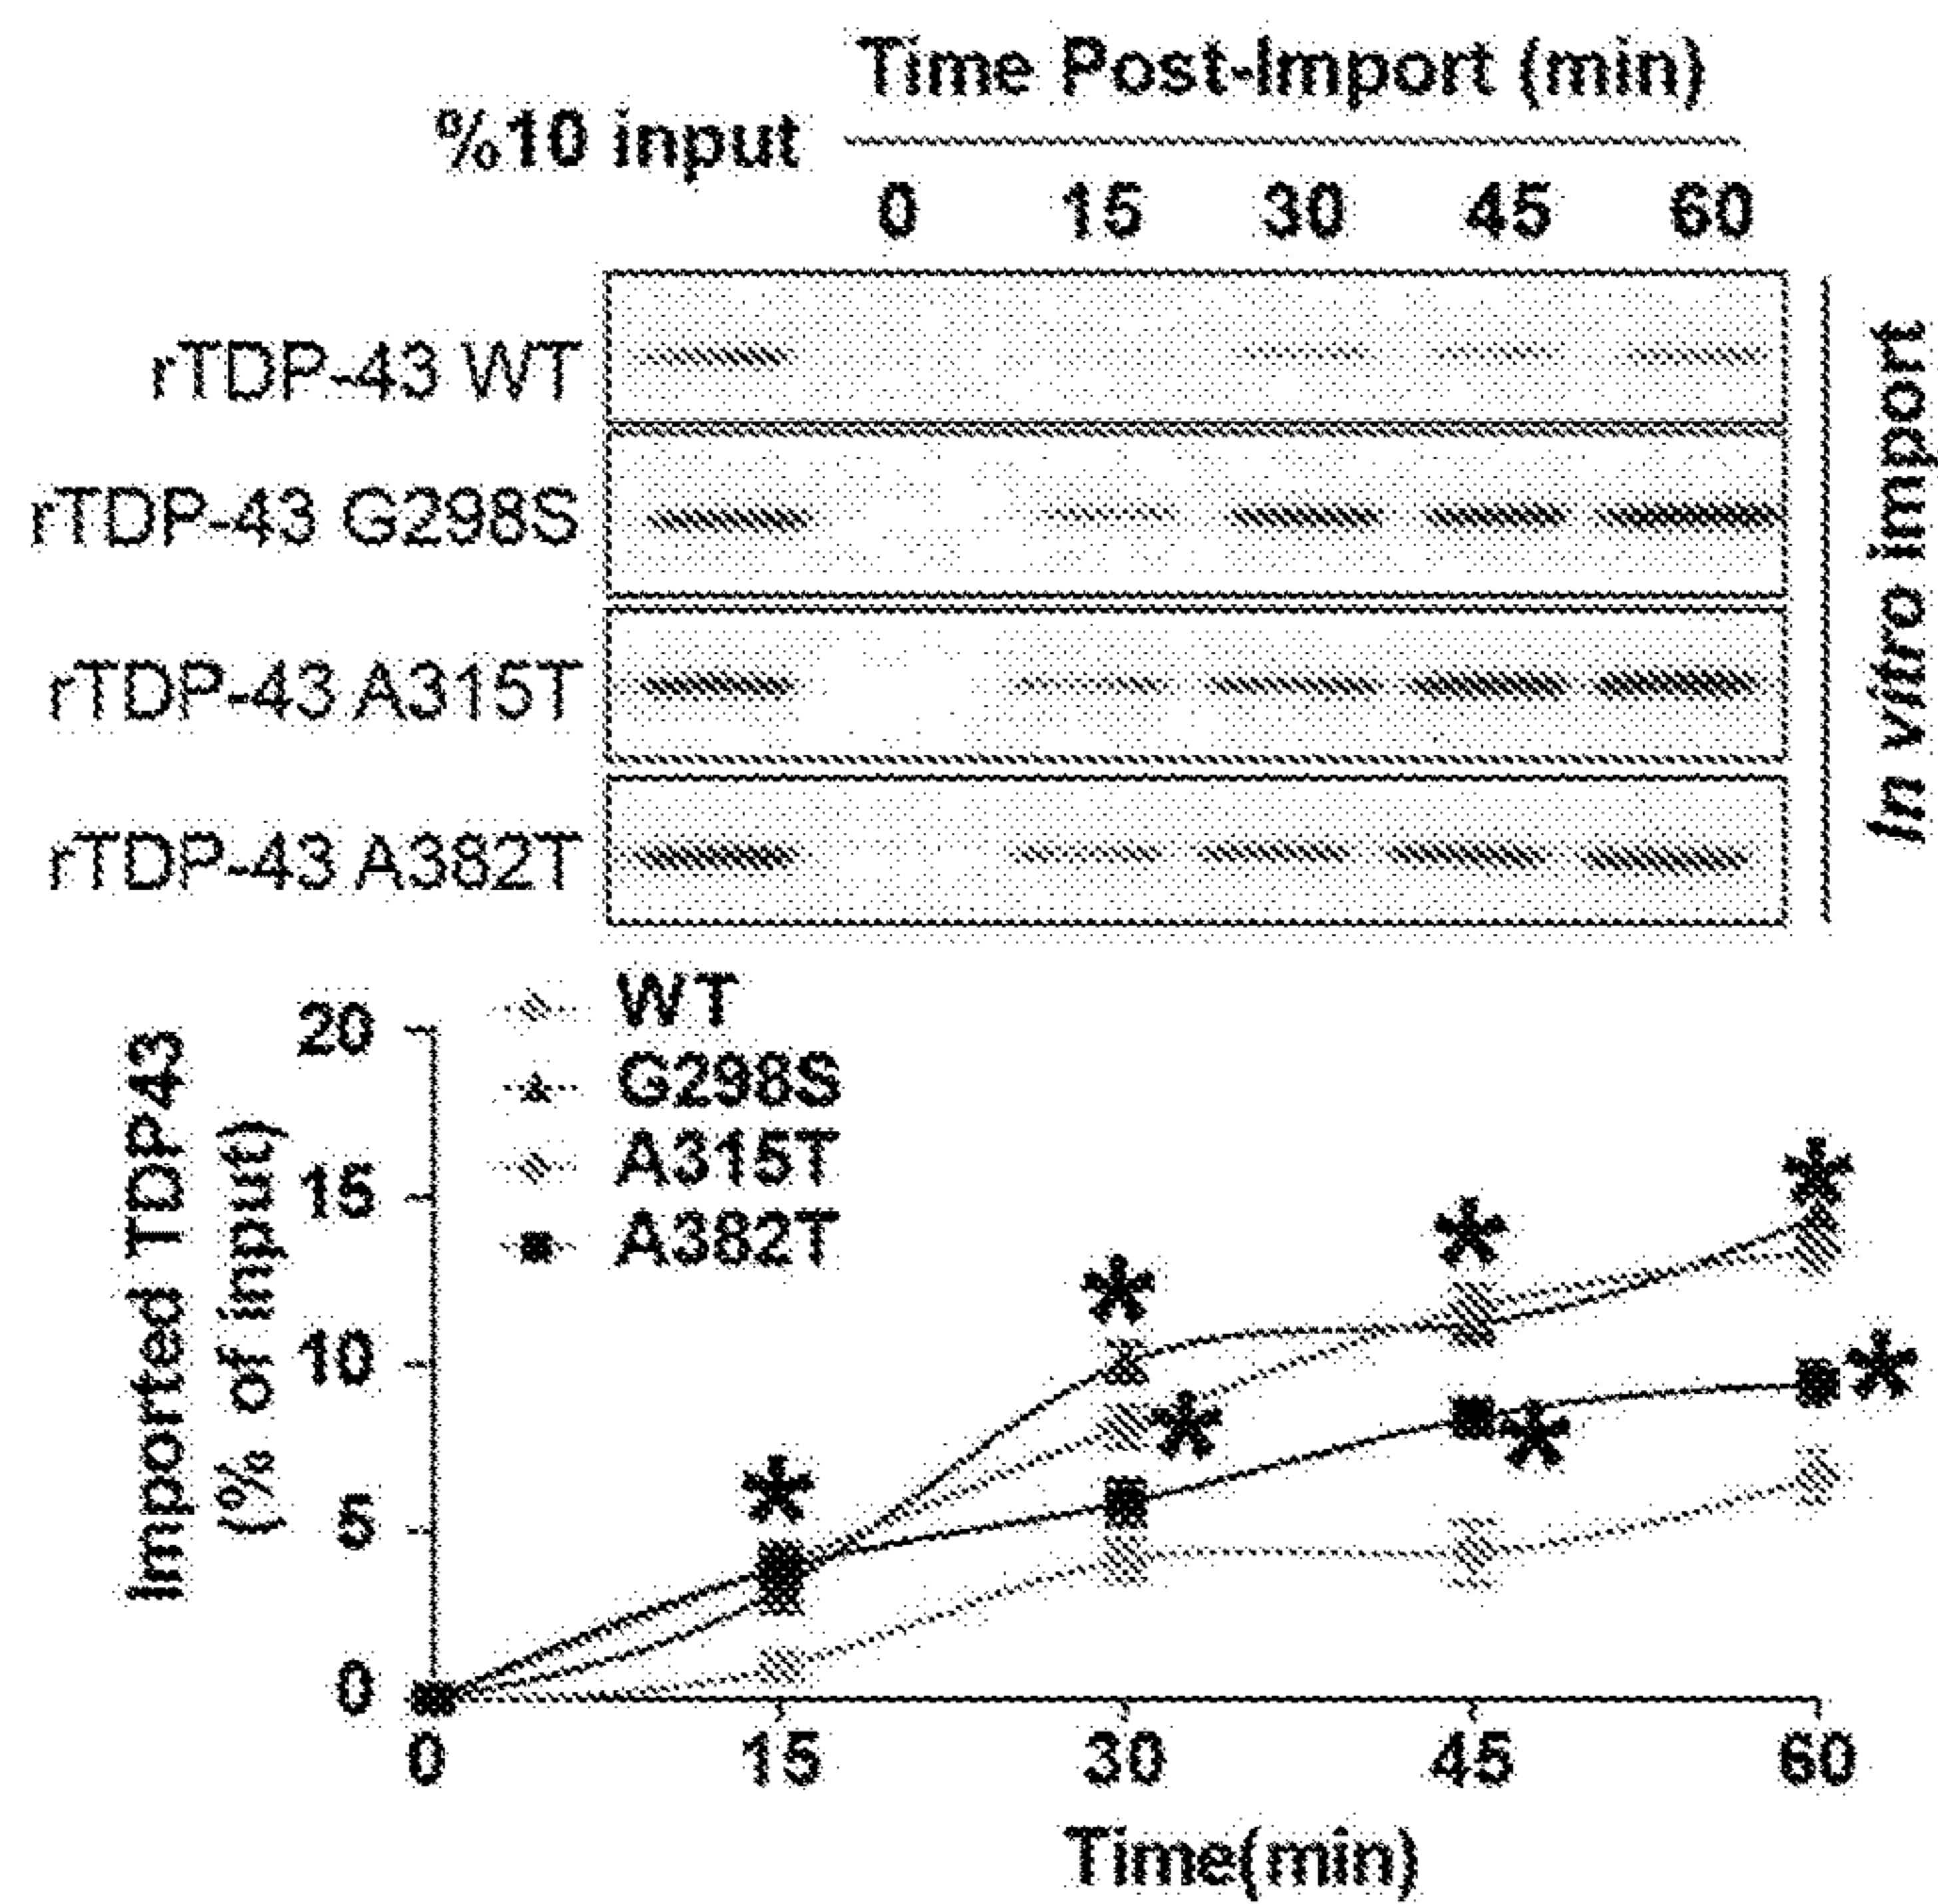 Time Post-Import (min)
%10 input
0 15 30 45 60
rTDP-43 WT
rTDP-43 G298S
rTDP-43 A315T
rTDP-43 A382T
In vitro import
Imported TDP43
(% of input)
20
15
10
5
0
WT
G298S
A315T
A382T
* * * * * * *
0 15 30 45 60
Time(min)